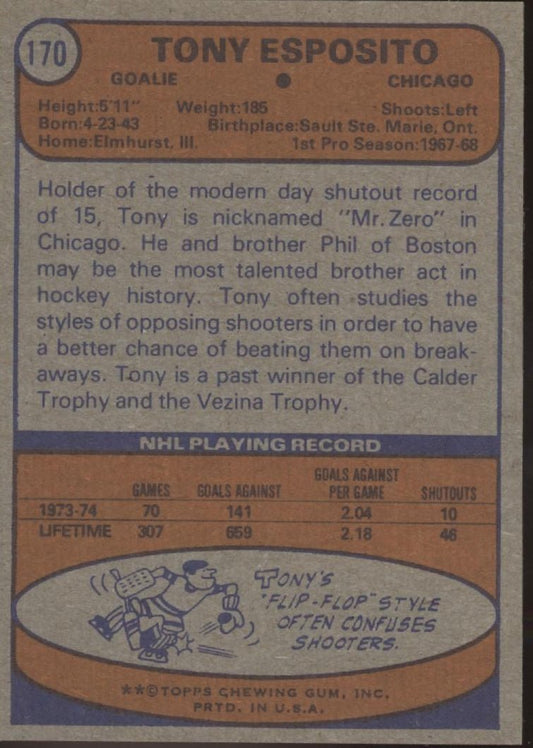 170
TONY ESPOSITO
GOALIE ● CHICAGO
Height:5'11" Weight:185 Shoots:Left
Born:4-23-43 Birthplace:Sault Ste. Marie, Ont.
Home:Elmhurst, Ill. 1st Pro Season:1967-68
Holder of the modern day shutout record
of 15, Tony is nicknamed "Mr. Zero" in
Chicago. He and brother Phil of Boston
may be the most talented brother act in
hockey history. Tony often studies the
styles of opposing shooters in order to have
a better chance of beating them on break-
aways. Tony is a past winner of the Calder
Trophy and the Vezina Trophy.
NHL PLAYING RECORD
GAMES GOALS AGAINST GOALS AGAINST PER GAME SHUTOUTS
1973-74 70 141 2.04 10
LIFETIME 307 659 2.18 46
TONY'S
"FLIP-FLOP" STYLE
OFTEN CONFUSES
SHOOTERS.
**©TOPPS CHEWING GUM, INC.
PRTD. IN U.S.A.